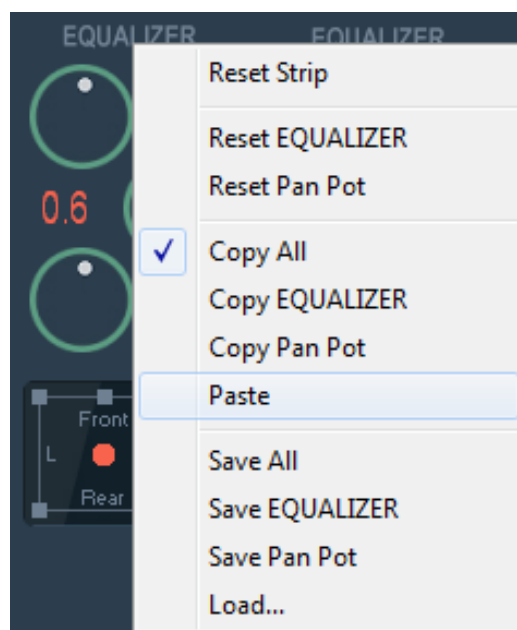 EQUALIZER EQUALIZER
Reset Strip
Reset EQUALIZER
Reset Pan Pot
0.6
Copy All
Copy EQUALIZER
Copy Pan Pot
Paste
Front
L
Save All
Rear
Save EQUALIZER
Save Pan Pot
Load...